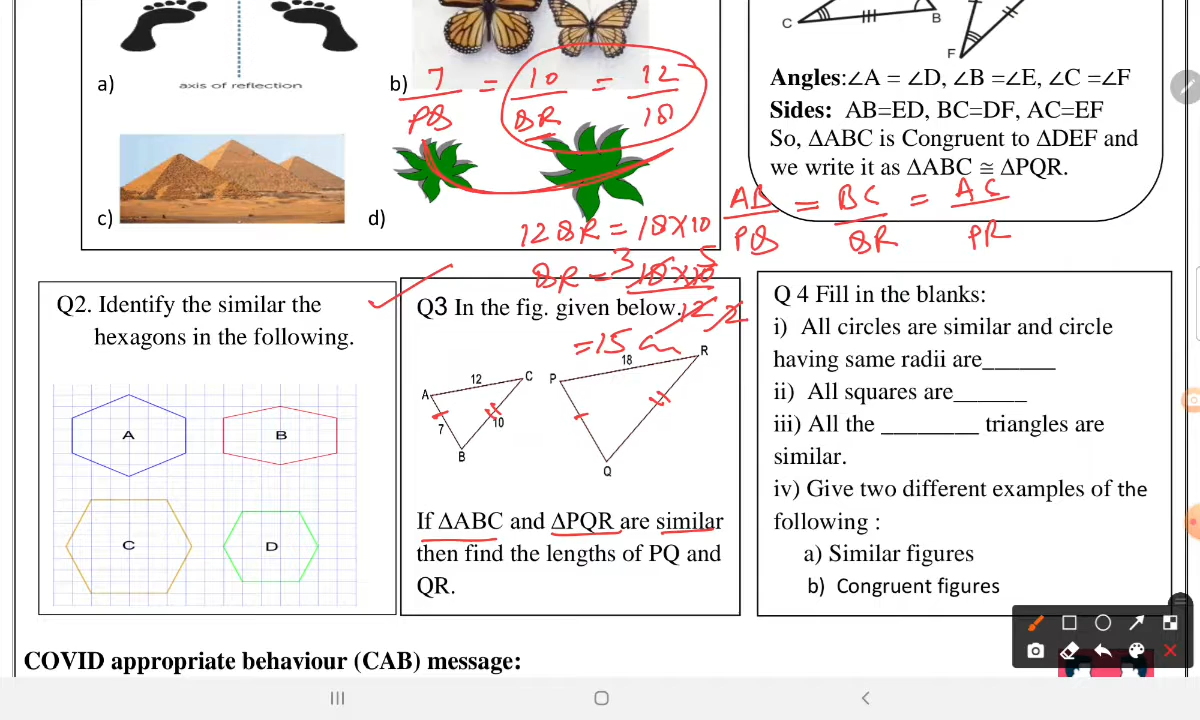 a)
axis of reflection
b)
7/PQ = 10/QR = 12/18
c)
d)
12QR = 18×10
QR = 18×10/12
3 5
2
=15 cm
C
B
F
Angles:∠A = ∠D, ∠B =∠E, ∠C =∠F
Sides: AB=ED, BC=DF, AC=EF
So, ΔABC is Congruent to ΔDEF and
we write it as ΔABC ≅ ΔPQR.
AB/PQ = BC/QR = AC/PR
Q2. Identify the similar the
hexagons in the following.
A
B
C
D
Q3 In the fig. given below.
A
12
C
7
10
B
P
18
R
Q
If ΔABC and ΔPQR are similar
then find the lengths of PQ and
QR.
Q 4 Fill in the blanks:
i) All circles are similar and circle
having same radii are_______
ii) All squares are_______
iii) All the _________ triangles are
similar.
iv) Give two different examples of the
following :
a) Similar figures
b) Congruent figures
COVID appropriate behaviour (CAB) message: